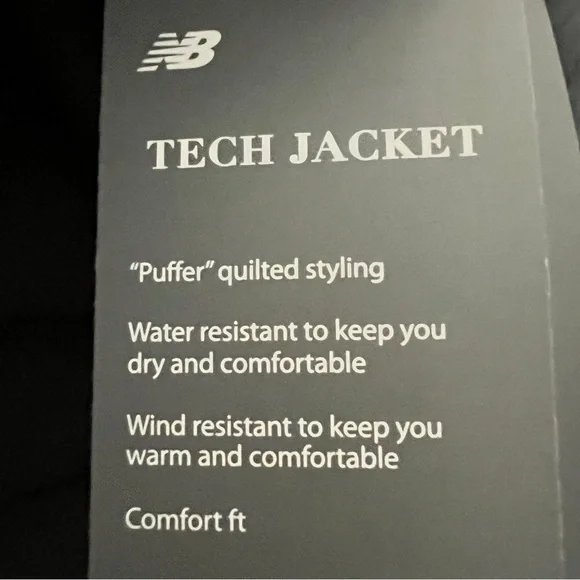 NB
TECH JACKET
“Puffer” quilted styling
Water resistant to keep you
dry and comfortable
Wind resistant to keep you
warm and comfortable
Comfort ft